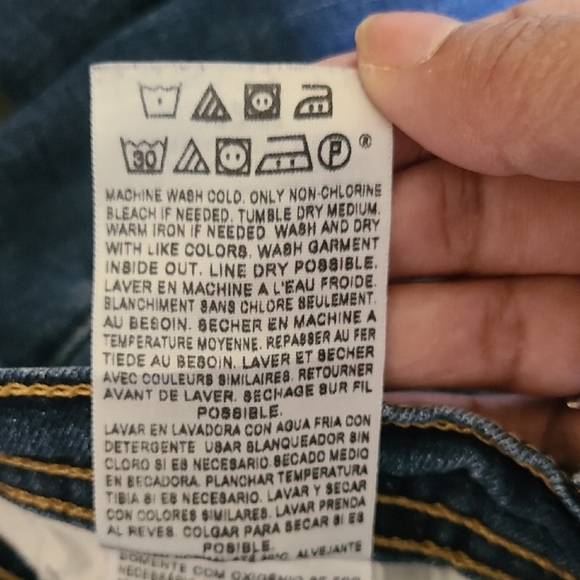 30 P ®
MACHINE WASH COLD. ONLY NON-CHLORINE
BLEACH IF NEEDED. TUMBLE DRY MEDIUM.
WARM IRON IF NEEDED WASH AND DRY
WITH LIKE COLORS. WASH GARMENT
INSIDE OUT. LINE DRY POSSIBLE.
LAVER EN MACHINE A L'EAU FROIDE.
BLANCHIMENT SANS CHLORE SEULEMENT.
AU BESOIN. SECHER EN MACHINE A
TEMPERATURE MOYENNE. REPASSER AU FER
TIEDE AU BESOIN. LAVER ET SECHER
AVEC COULEURS SIMILAIRES. RETOURNER
AVANT DE LAVER. SECHAGE SUR FIL
POSSIBLE.
LAVAR EN LAVADORA CON AGUA FRIA CON
DETERGENTE USAR BLANQUEADOR SIN
CLORO SI ES NECESARIO. SECADO MEDIO
EN SECADORA. PLANCHAR TEMPERATURA
TIBIA SI ES NECESARIO. LAVAR Y SECAR
CON COLORES SIMILARES. LAVAR PRENDA
AL REVES. COLGAR PARA SECAR SI ES
POSIBLE.
ALVEJANTE
SOMENTE COM